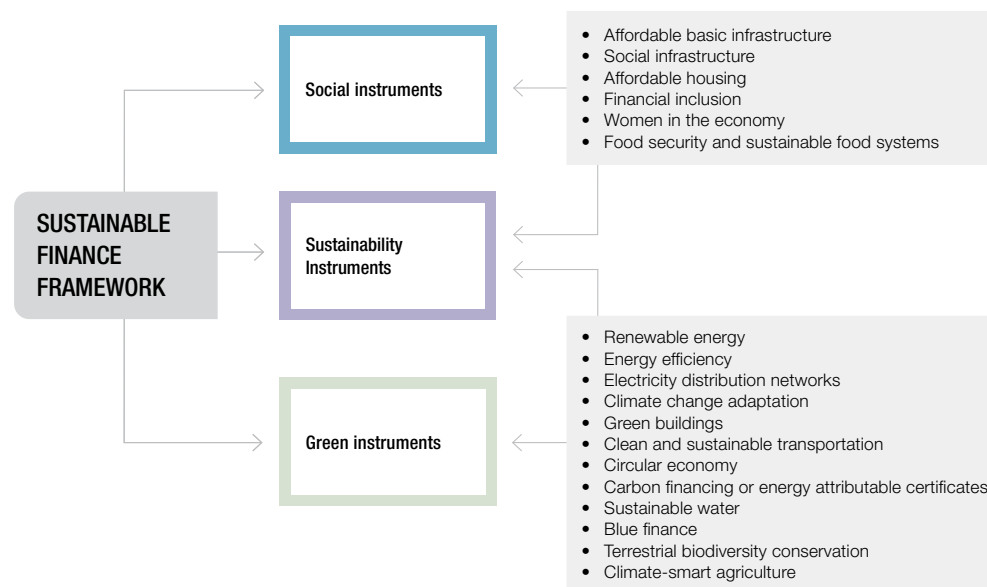 SUSTAINABLE
FINANCE
FRAMEWORK
Social instruments
Sustainability
Instruments
Green instruments
• Affordable basic infrastructure
• Social infrastructure
• Affordable housing
• Financial inclusion
• Women in the economy
• Food security and sustainable food systems
• Renewable energy
• Energy efficiency
• Electricity distribution networks
• Climate change adaptation
• Green buildings
• Clean and sustainable transportation
• Circular economy
• Carbon financing or energy attributable certificates
• Sustainable water
• Blue finance
• Terrestrial biodiversity conservation
• Climate-smart agriculture